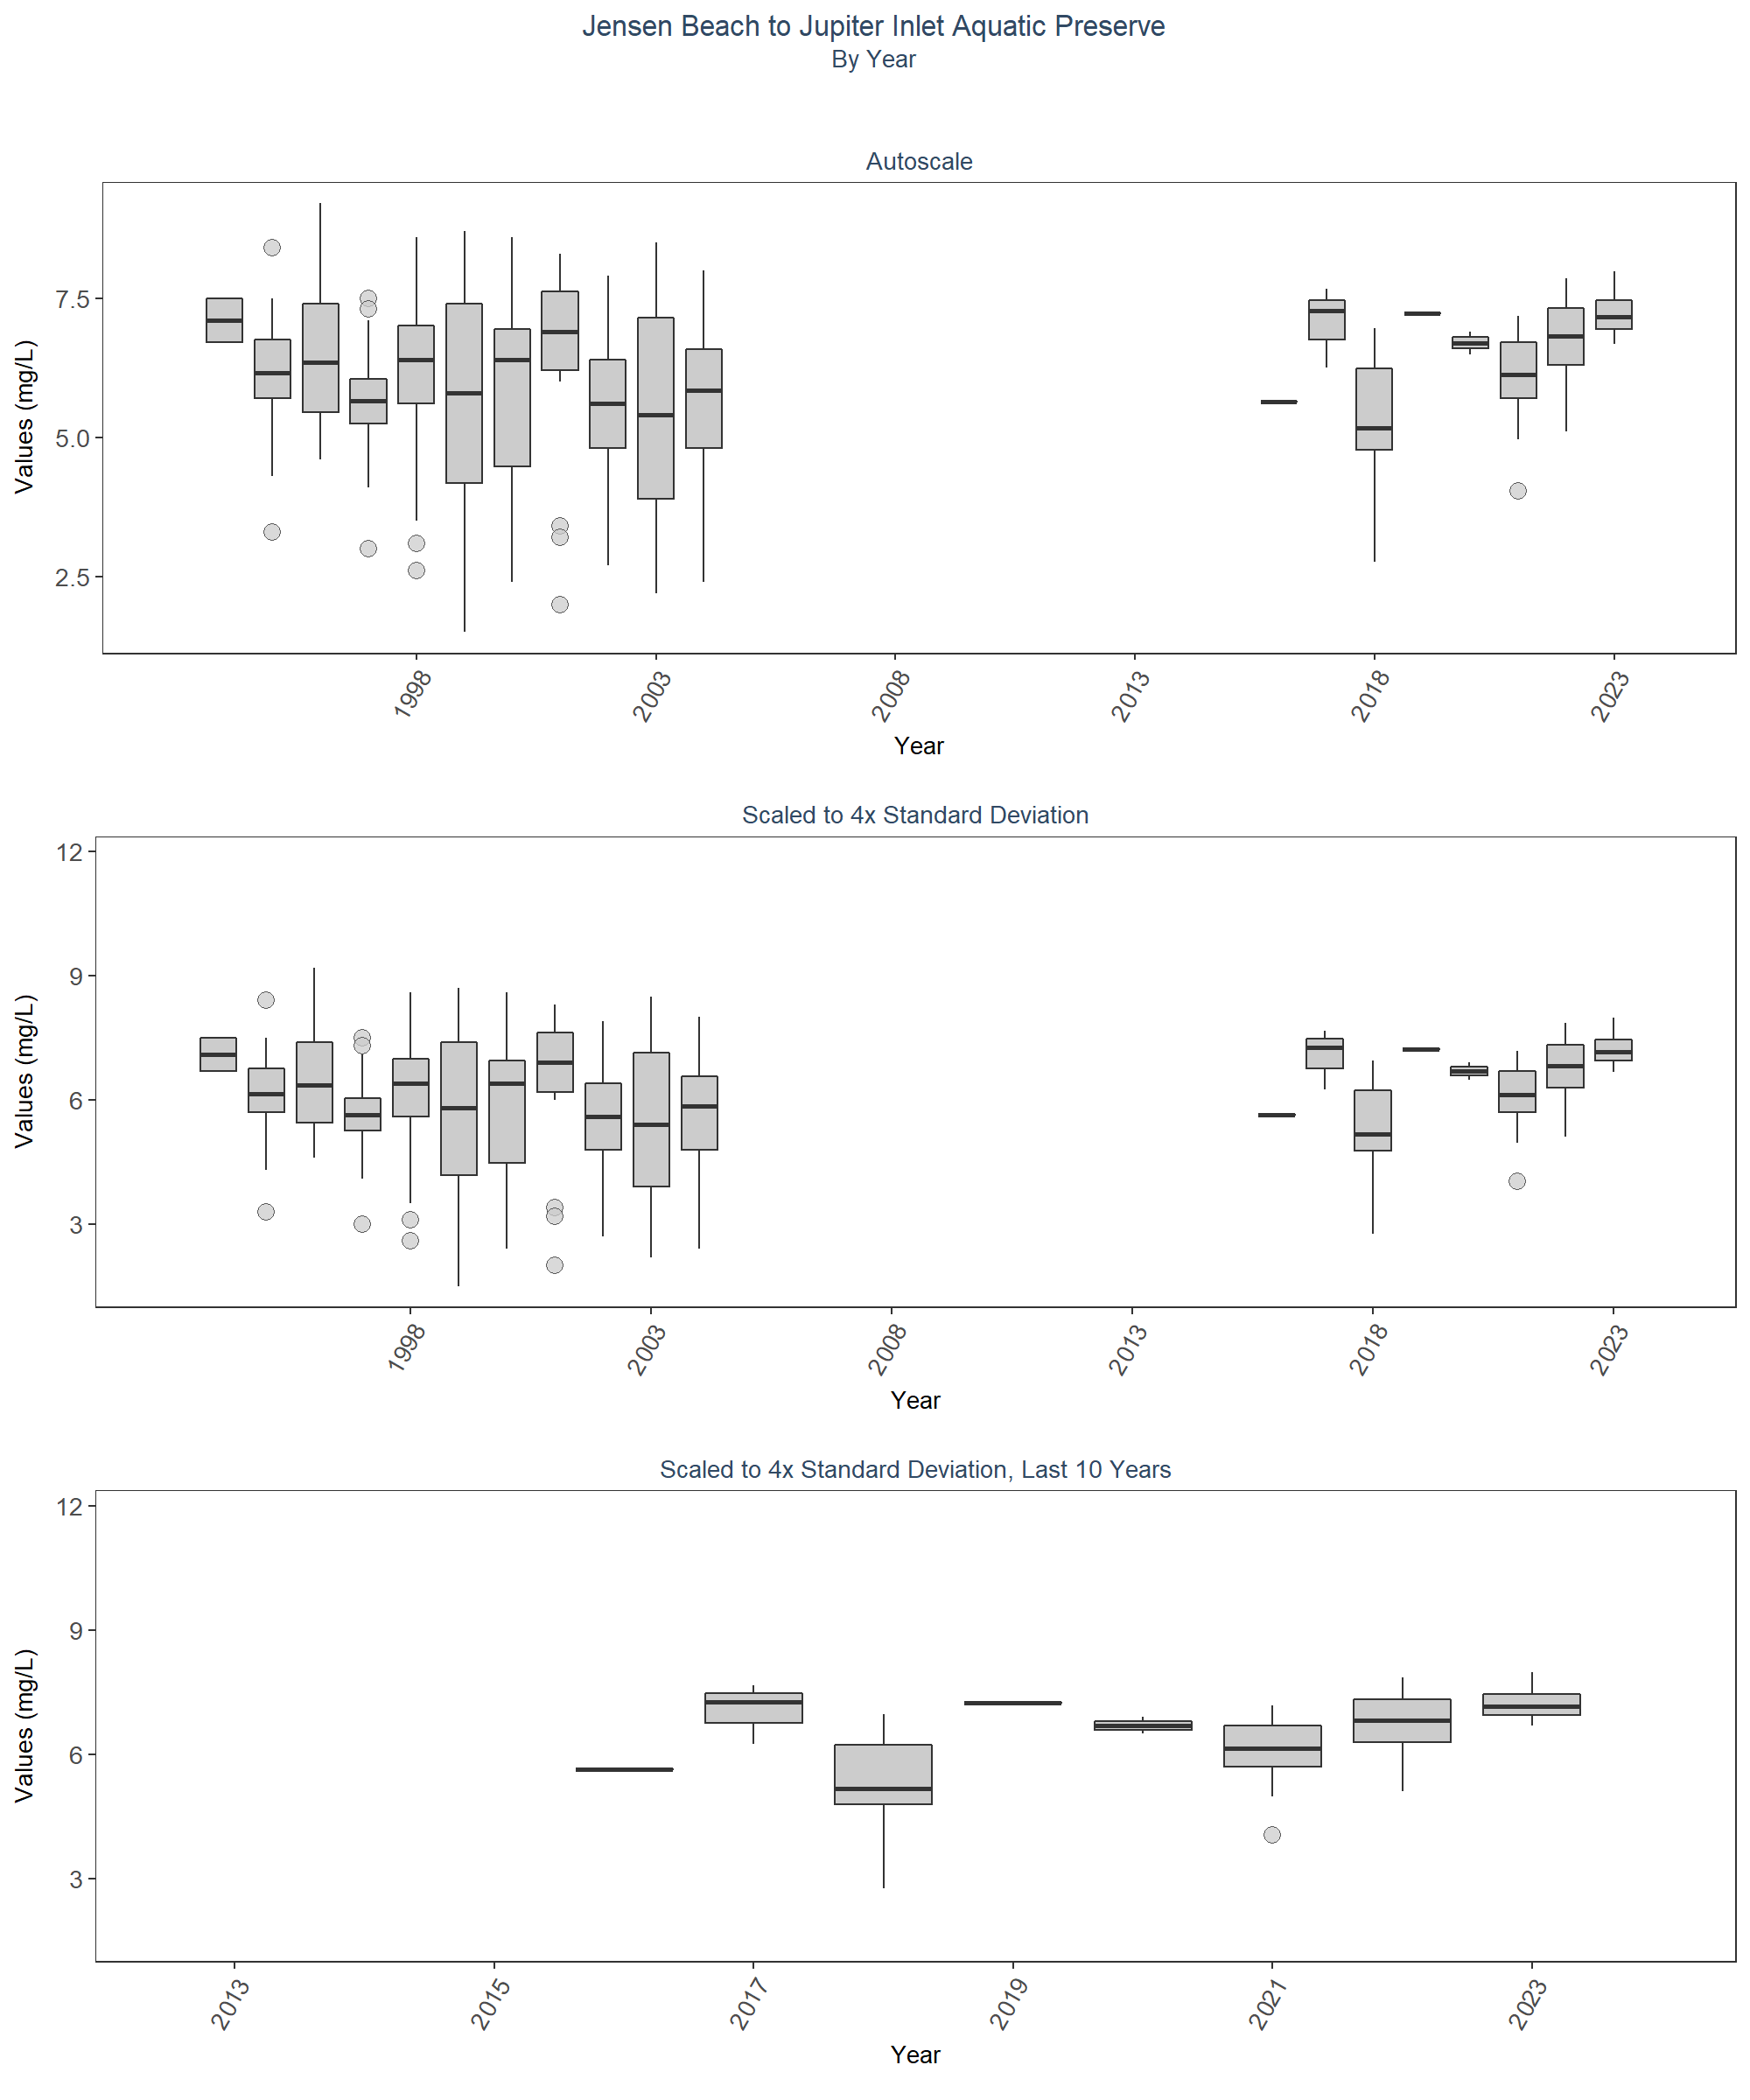 Jensen Beach to Jupiter Inlet Aquatic Preserve
By Year
Autoscale
Values (mg/L)
7.5
5.0
2.5
1998
2003
2008
2013
2018
2023
Year
Scaled to 4x Standard Deviation
Values (mg/L)
12
9
6
3
1998
2003
2008
2013
2018
2023
Year
Scaled to 4x Standard Deviation, Last 10 Years
Values (mg/L)
12
9
6
3
2013
2015
2017
2019
2021
2023
Year